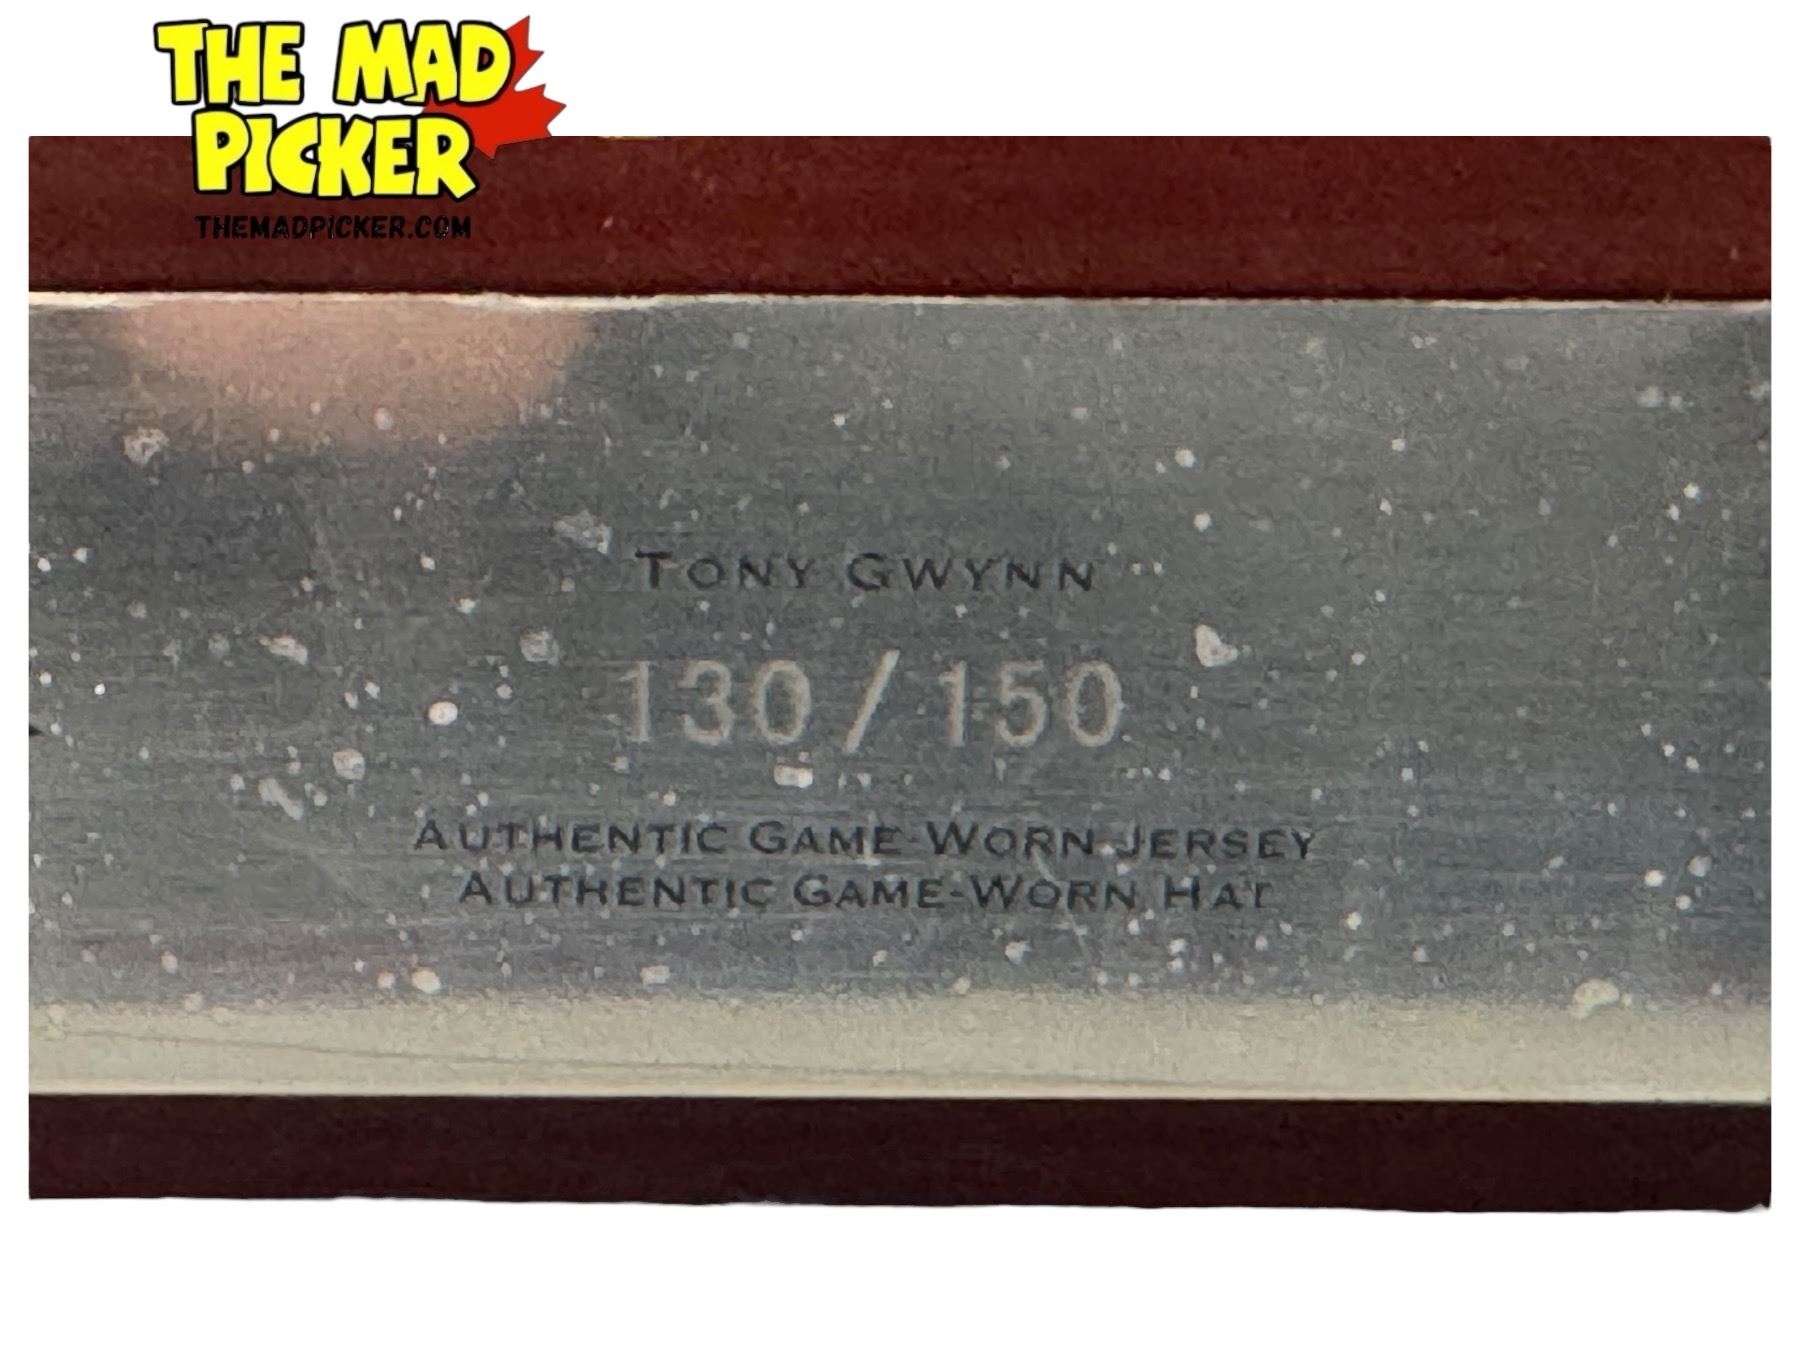 THE MAD
PICKER
THEMADPICKER.COM
TONY GWYNN
130/150
AUTHENTIC GAME-WORN JERSEY
AUTHENTIC GAME-WORN HAT